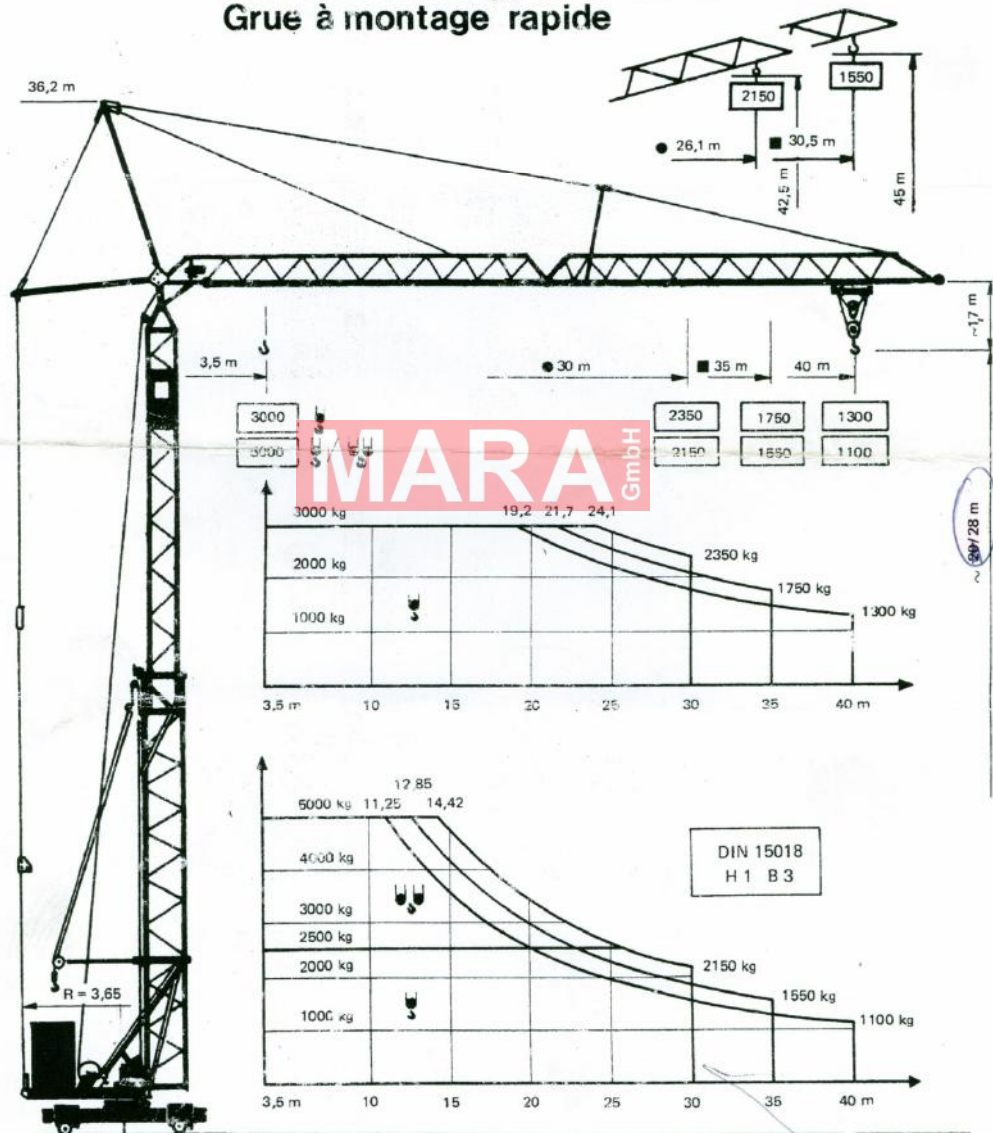 Grue à montage rapide
36,2 m
1550
2150
● 26,1 m
■ 30,5 m
42,5 m
45 m
~1,7 m
3,5 m
● 30 m
■ 35 m
40 m
3000
2350
1750
1300
5000
2150
1550
1100
MARA GmbH
28 m
3000 kg
19,2 21,7 24,1
2000 kg
1000 kg
2350 kg
1750 kg
1300 kg
3,5 m 10 15 20 25 30 35 40 m
12,85
5000 kg 11,25 14,42
4000 kg
3000 kg
2500 kg
2000 kg
1000 kg
DIN 15018
H 1 B 3
2150 kg
1550 kg
1100 kg
R = 3,65
3,5 m 10 15 20 25 30 35 40 m